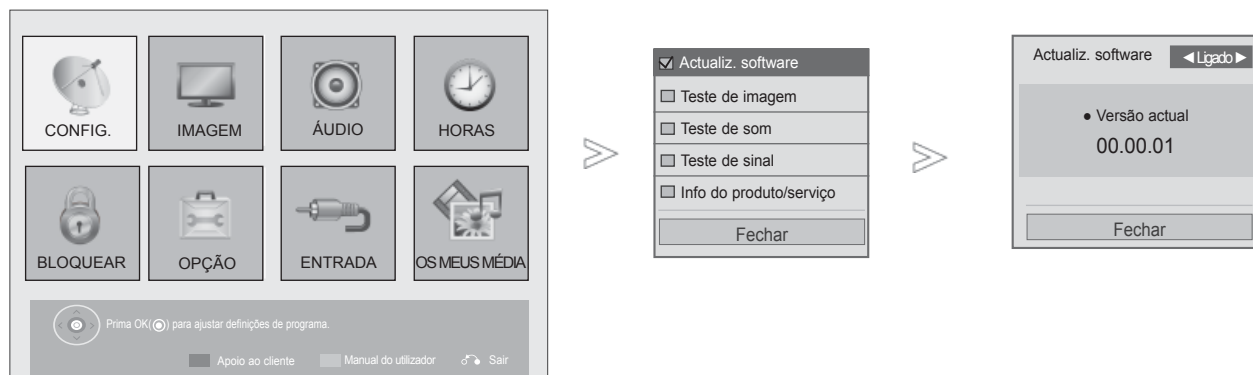 CONFIG.
IMAGEM
ÁUDIO
HORAS
BLOQUEAR
OPÇÃO
ENTRADA
OS MEUS MÉDIA
Prima OK(◉) para ajustar definições de programa.
Apoio ao cliente Manual do utilizador Sair
Actualiz. software
Teste de imagem
Teste de som
Teste de sinal
Info do produto/serviço
Fechar
Actualiz. software ◄ Ligado ►
● Versão actual
00.00.01
Fechar